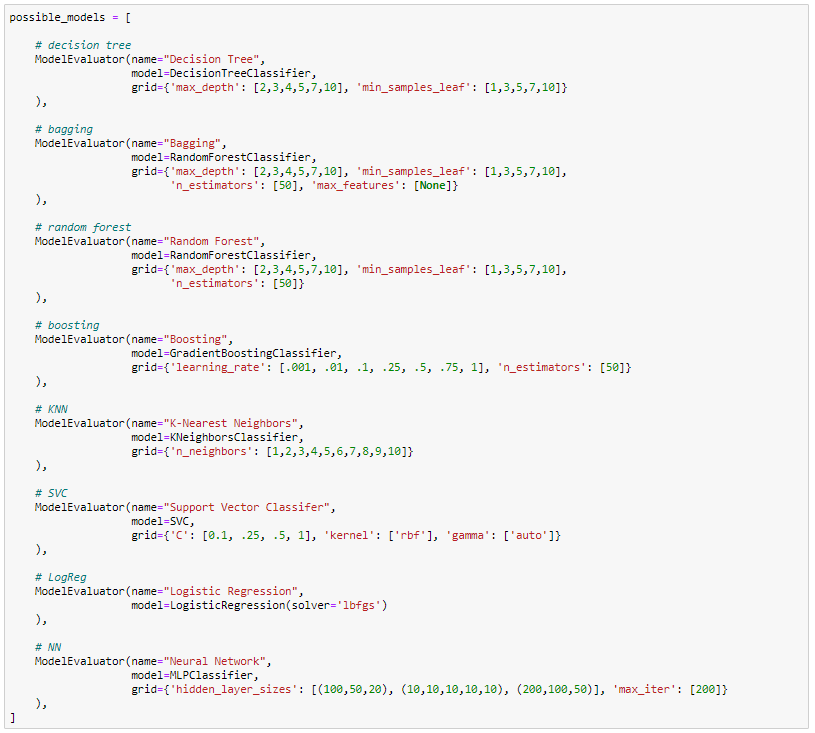 possible_models = [
# decision tree
ModelEvaluator(name="Decision Tree",
model=DecisionTreeClassifier,
grid={'max_depth': [2,3,4,5,7,10], 'min_samples_leaf': [1,3,5,7,10]}
),
# bagging
ModelEvaluator(name="Bagging",
model=RandomForestClassifier,
grid={'max_depth': [2,3,4,5,7,10], 'min_samples_leaf': [1,3,5,7,10],
'n_estimators': [50], 'max_features': [None]}
),
# random forest
ModelEvaluator(name="Random Forest",
model=RandomForestClassifier,
grid={'max_depth': [2,3,4,5,7,10], 'min_samples_leaf': [1,3,5,7,10],
'n_estimators': [50]}
),
# boosting
ModelEvaluator(name="Boosting",
model=GradientBoostingClassifier,
grid={'learning_rate': [.001, .01, .1, .25, .5, .75, 1], 'n_estimators': [50]}
),
# KNN
ModelEvaluator(name="K-Nearest Neighbors",
model=KNeighborsClassifier,
grid={'n_neighbors': [1,2,3,4,5,6,7,8,9,10]}
),
# SVC
ModelEvaluator(name="Support Vector Classifer",
model=SVC,
grid={'C': [0.1, .25, .5, 1], 'kernel': ['rbf'], 'gamma': ['auto']}
),
# LogReg
ModelEvaluator(name="Logistic Regression",
model=LogisticRegression(solver='lbfgs')
),
# NN
ModelEvaluator(name="Neural Network",
model=MLPClassifier,
grid={'hidden_layer_sizes': [(100,50,20), (10,10,10,10,10), (200,100,50)], 'max_iter': [200]}
),
]